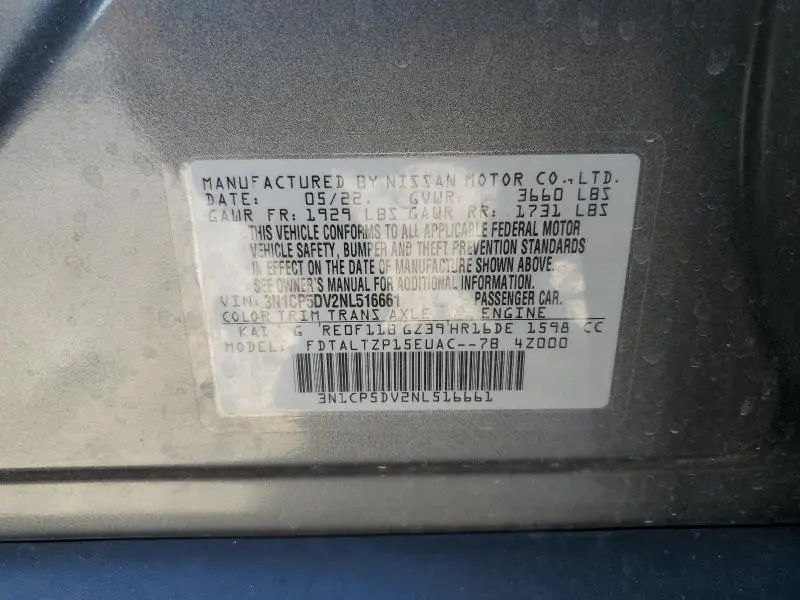 MANUFACTURED BY NISSAN MOTOR CO., LTD.
DATE: 05/22. GVWR: 3660 LBS
GAWR FR: 1929 LBS GAWR RR: 1731 LBS
THIS VEHICLE CONFORMS TO ALL APPLICABLE FEDERAL MOTOR
VEHICLE SAFETY, BUMPER AND THEFT PREVENTION STANDARDS
IN EFFECT ON THE DATE OF MANUFACTURE SHOWN ABOVE.
SEE OWNER'S MANUAL FOR ADDITIONAL INFORMATION
VIN: 3N1CP5DV2NL516661 PASSENGER CAR.
COLOR TRIM TRANS AXLE ENGINE
KAI G RE0F11B GZ39 HR16DE 1598 CC
MODEL: FDTALTZP15EUAC--7B 4Z000
3N1CP5DV2NL516661